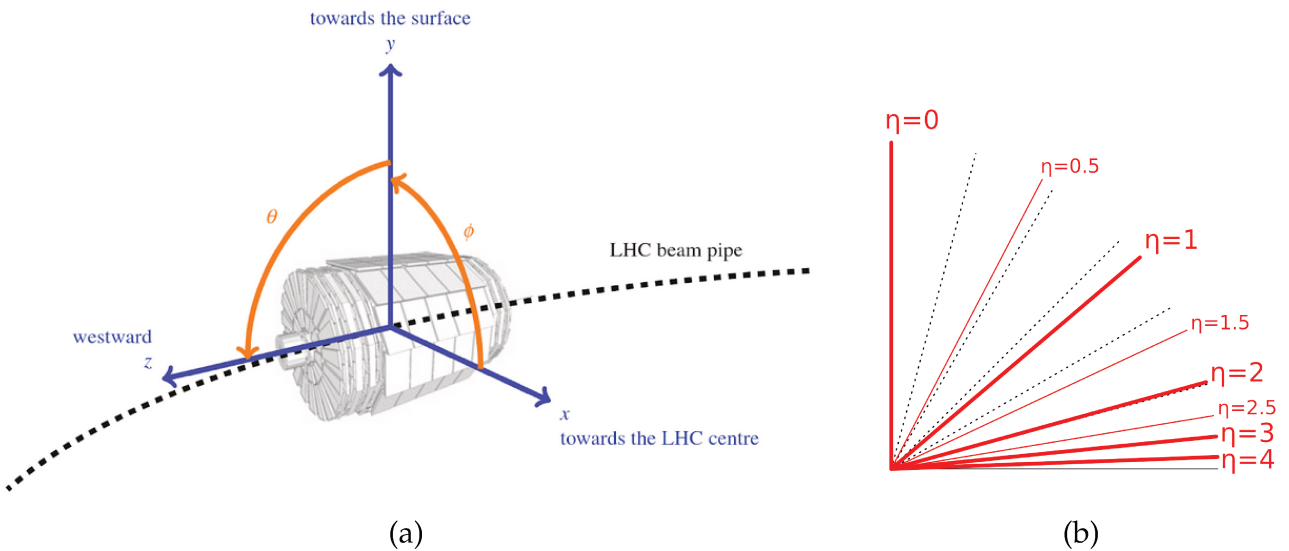 towards the surface
y
θ
ϕ
LHC beam pipe
westward
z
x
towards the LHC centre
(a)
η=0
η=0.5
η=1
η=1.5
η=2
η=2.5
η=3
η=4
(b)